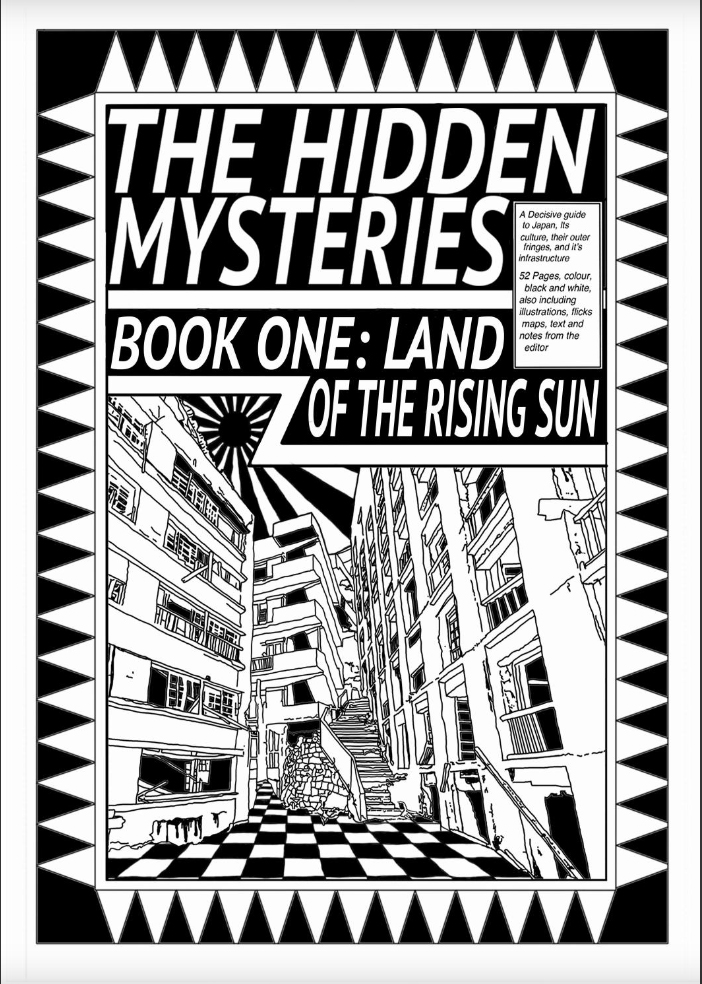 THE HIDDEN
MYSTERIES
A Decisive guide
to Japan, Its
culture, their outer
fringes, and it's
infrastructure
52 Pages, colour,
black and white,
also including
illustrations, flicks
maps, text and
notes from the
editor
BOOK ONE: LAND
OF THE RISING SUN